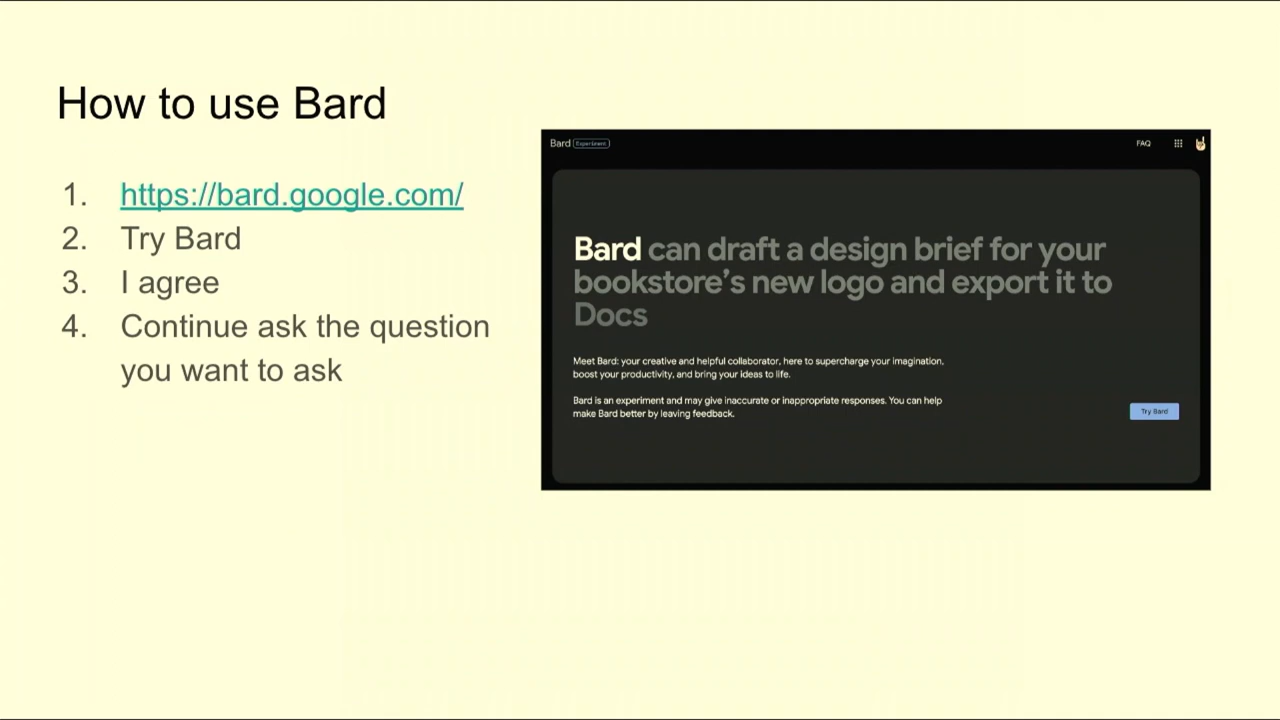 How to use Bard
1. https://bard.google.com/
2. Try Bard
3. I agree
4. Continue ask the question
you want to ask
Bard Experiment
FAQ
Bard can draft a design brief for your
bookstore's new logo and export it to
Docs
Meet Bard: your creative and helpful collaborator, here to supercharge your imagination,
boost your productivity, and bring your ideas to life.
Bard is an experiment and may give inaccurate or inappropriate responses. You can help
make Bard better by leaving feedback.
Try Bard